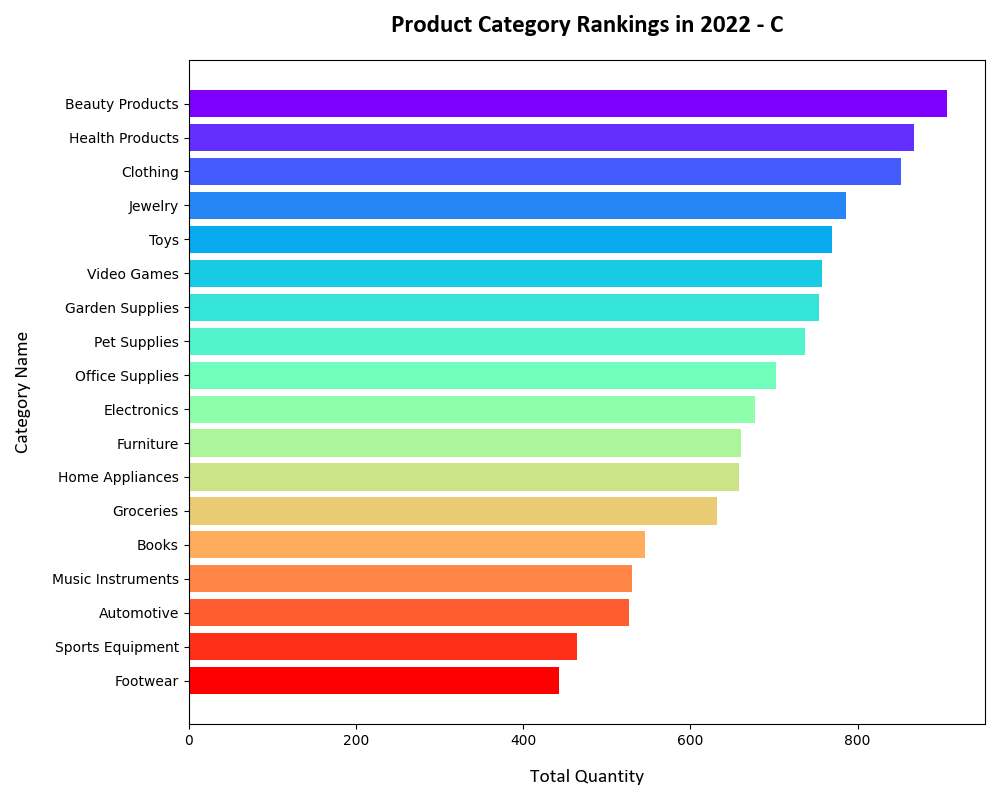 Product Category Rankings in 2022 - C
Beauty Products
Health Products
Clothing
Jewelry
Toys
Video Games
Garden Supplies
Pet Supplies
Office Supplies
Electronics
Furniture
Home Appliances
Groceries
Books
Music Instruments
Automotive
Sports Equipment
Footwear
Category Name
0 200 400 600 800
Total Quantity